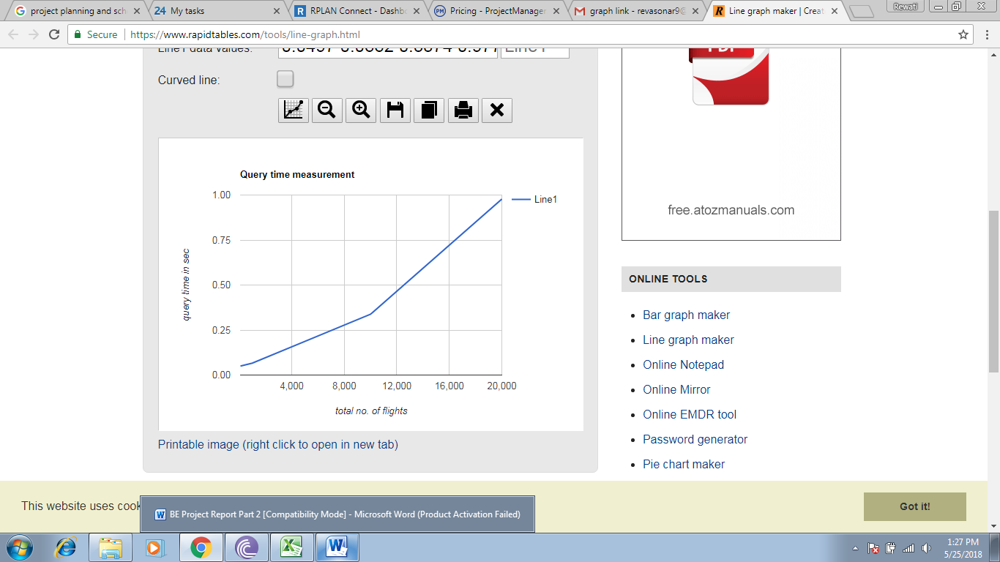 project planning and sch
24 My tasks
RPLAN Connect - Dashbo
Pricing - ProjectManager
graph link - revasonar9@
Line graph maker | Creat
Rewati
Secure https://www.rapidtables.com/tools/line-graph.html
Line1 data values:
Line1
Curved line:
Query time measurement
1.00
0.75
0.50
0.25
0.00
query time in sec
4,000 8,000 12,000 16,000 20,000
total no. of flights
Line1
Printable image (right click to open in new tab)
PDF
free.atozmanuals.com
ONLINE TOOLS
Bar graph maker
Line graph maker
Online Notepad
Online Mirror
Online EMDR tool
Password generator
Pie chart maker
This website uses cook
Got it!
BE Project Report Part 2 [Compatibility Mode] - Microsoft Word (Product Activation Failed)
1:27 PM
5/25/2018